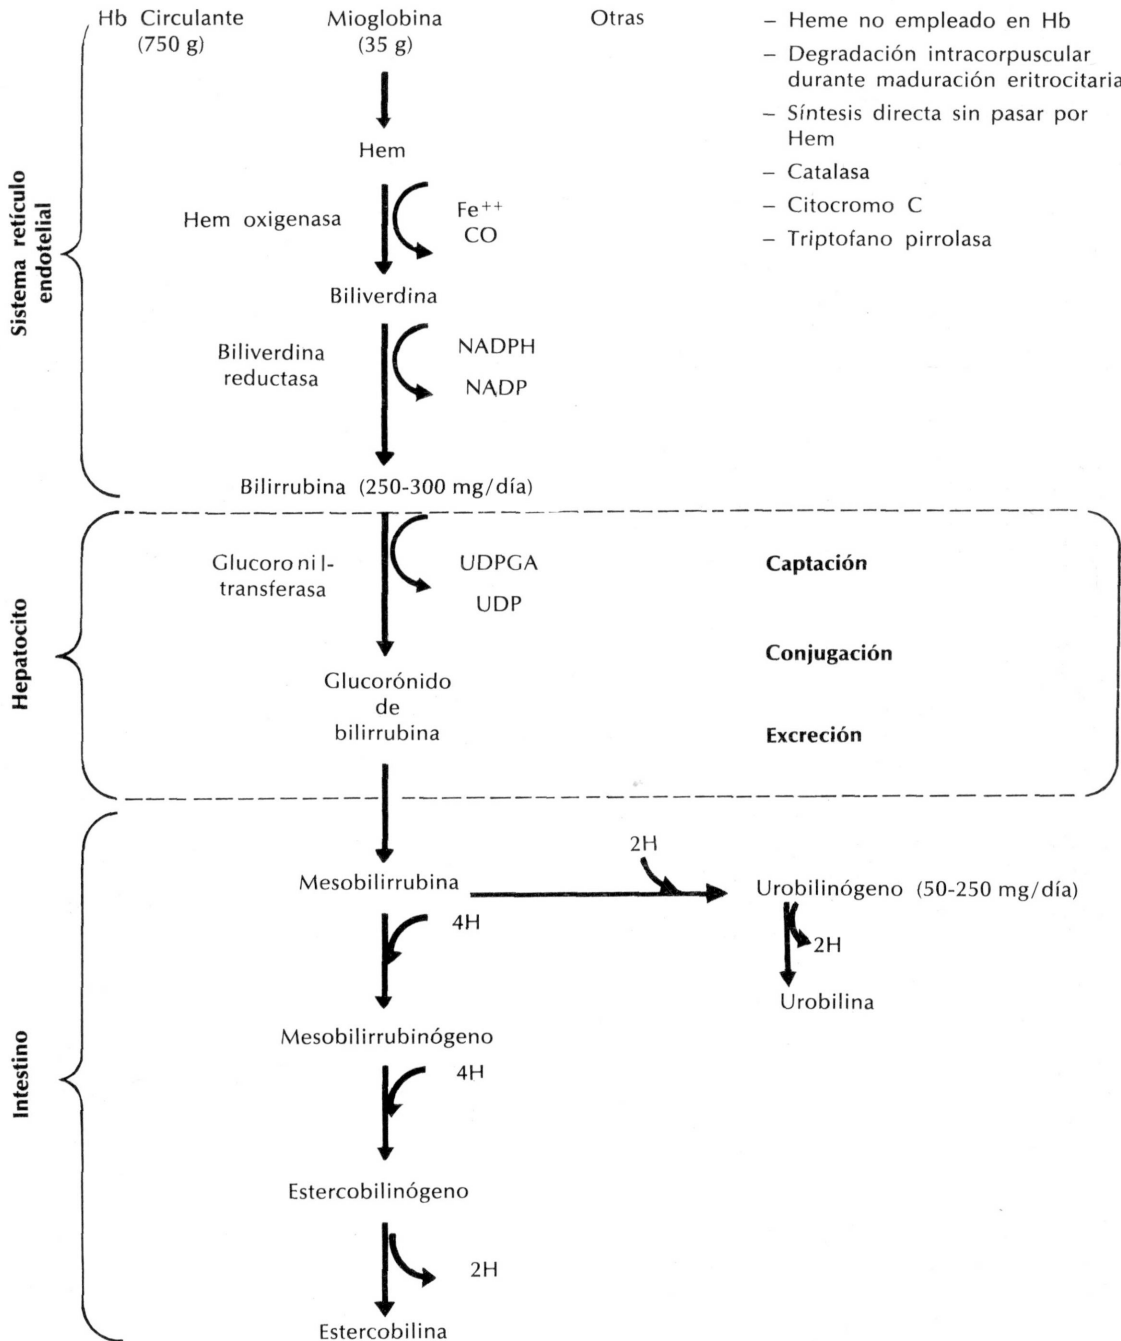 Hb Circulante
(750 g)
Mioglobina
(35 g)
Otras
– Heme no empleado en Hb
– Degradación intracorpuscular
durante maduración eritrocitaria
– Síntesis directa sin pasar por
Hem
– Catalasa
– Citocromo C
– Triptofano pirrolasa
Sistema retículo
endotelial
Hem
Hem oxigenasa
Fe++
CO
Biliverdina
Biliverdina
reductasa
NADPH
NADP
Bilirrubina (250-300 mg/día)
Hepatocito
Glucoronil-
transferasa
UDPGA
UDP
Captación
Conjugación
Excreción
Glucorónido
de
bilirrubina
Intestino
Mesobilirrubina
2H
Urobilinógeno (50-250 mg/día)
4H
2H
Urobilina
Mesobilirrubinógeno
4H
Estercobilinógeno
2H
Estercobilina